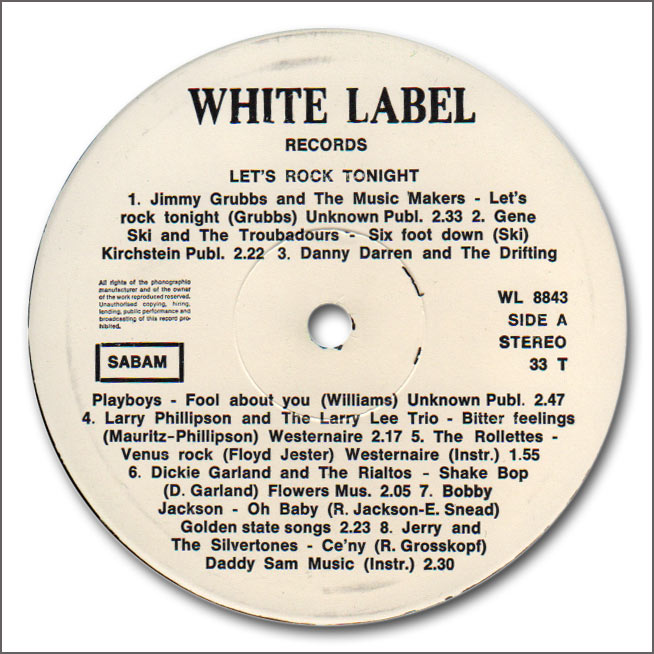 WHITE LABEL
RECORDS
LET'S ROCK TONIGHT
1. Jimmy Grubbs and The Music Makers - Let's
rock tonight (Grubbs) Unknown Publ. 2.33 2. Gene
Ski and The Troubadours - Six foot down (Ski)
Kirchstein Publ. 2.22 3. Danny Darren and The Drifting
All rights of the phonographic
manufacturer and of the owner
of the work reproduced reserved.
Unauthorised copying, hiring,
lending, public performance and
broadcasting of this record pro-
hibited.
SABAM
WL 8843
SIDE A
STEREO
33 T
Playboys - Fool about you (Williams) Unknown Publ. 2.47
4. Larry Phillipson and The Larry Lee Trio - Bitter feelings
(Mauritz-Phillipson) Westernaire 2.17 5. The Rollettes -
Venus rock (Floyd Jester) Westernaire (Instr.) 1.55
6. Dickie Garland and The Rialtos - Shake Bop
(D. Garland) Flowers Mus. 2.05 7. Bobby
Jackson - Oh Baby (R. Jackson-E. Snead)
Golden state songs 2.23 8. Jerry and
The Silvertones - Ce'ny (R. Grosskopf)
Daddy Sam Music (Instr.) 2.30